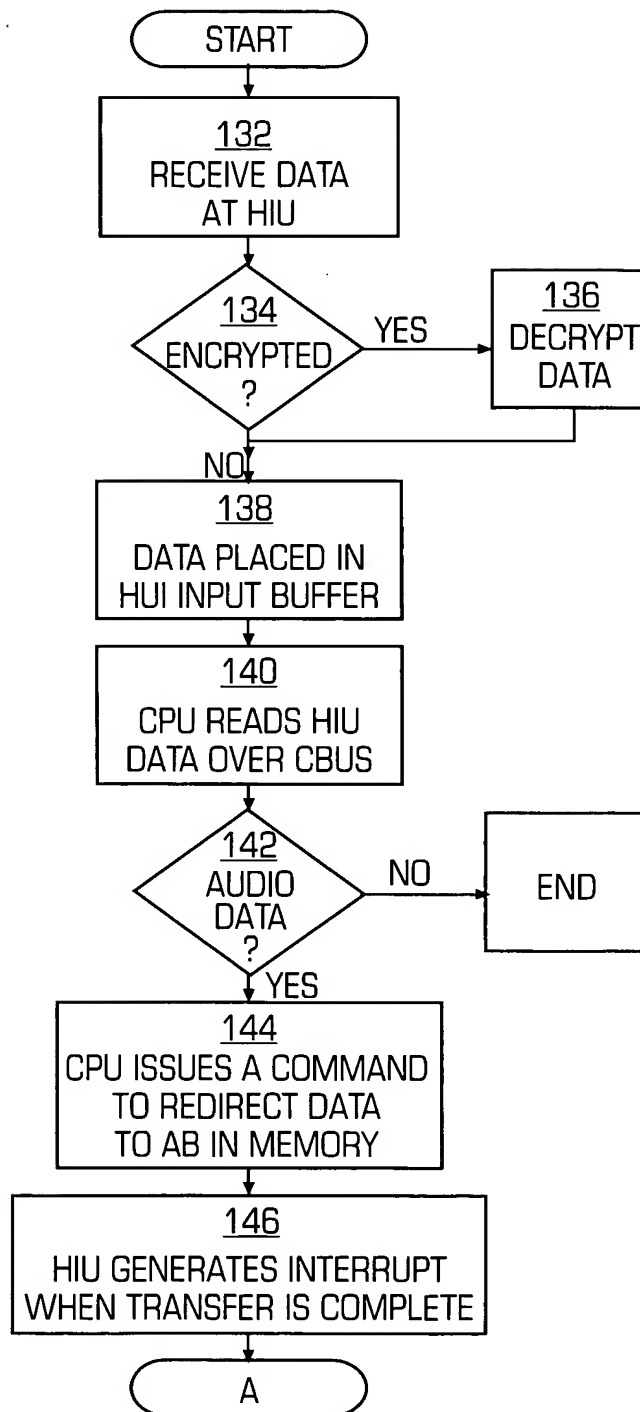 START
132
RECEIVE DATA
AT HIU
134
ENCRYPTED
?
YES
136
DECRYPT
DATA
NO
138
DATA PLACED IN
HUI INPUT BUFFER
140
CPU READS HIU
DATA OVER CBUS
142
AUDIO
DATA
?
NO
END
YES
144
CPU ISSUES A COMMAND
TO REDIRECT DATA
TO AB IN MEMORY
146
HIU GENERATES INTERRUPT
WHEN TRANSFER IS COMPLETE
A